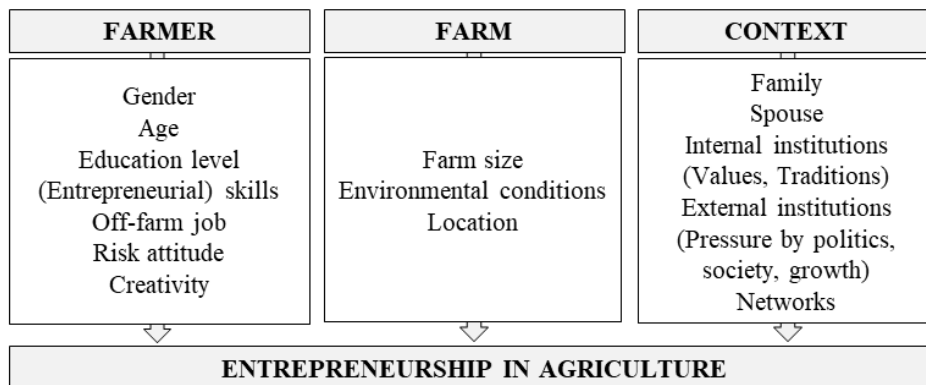 FARMER
Gender
Age
Education level
(Entrepreneurial) skills
Off-farm job
Risk attitude
Creativity
FARM
Farm size
Environmental conditions
Location
CONTEXT
Family
Spouse
Internal institutions
(Values, Traditions)
External institutions
(Pressure by politics,
society, growth)
Networks
ENTREPRENEURSHIP IN AGRICULTURE